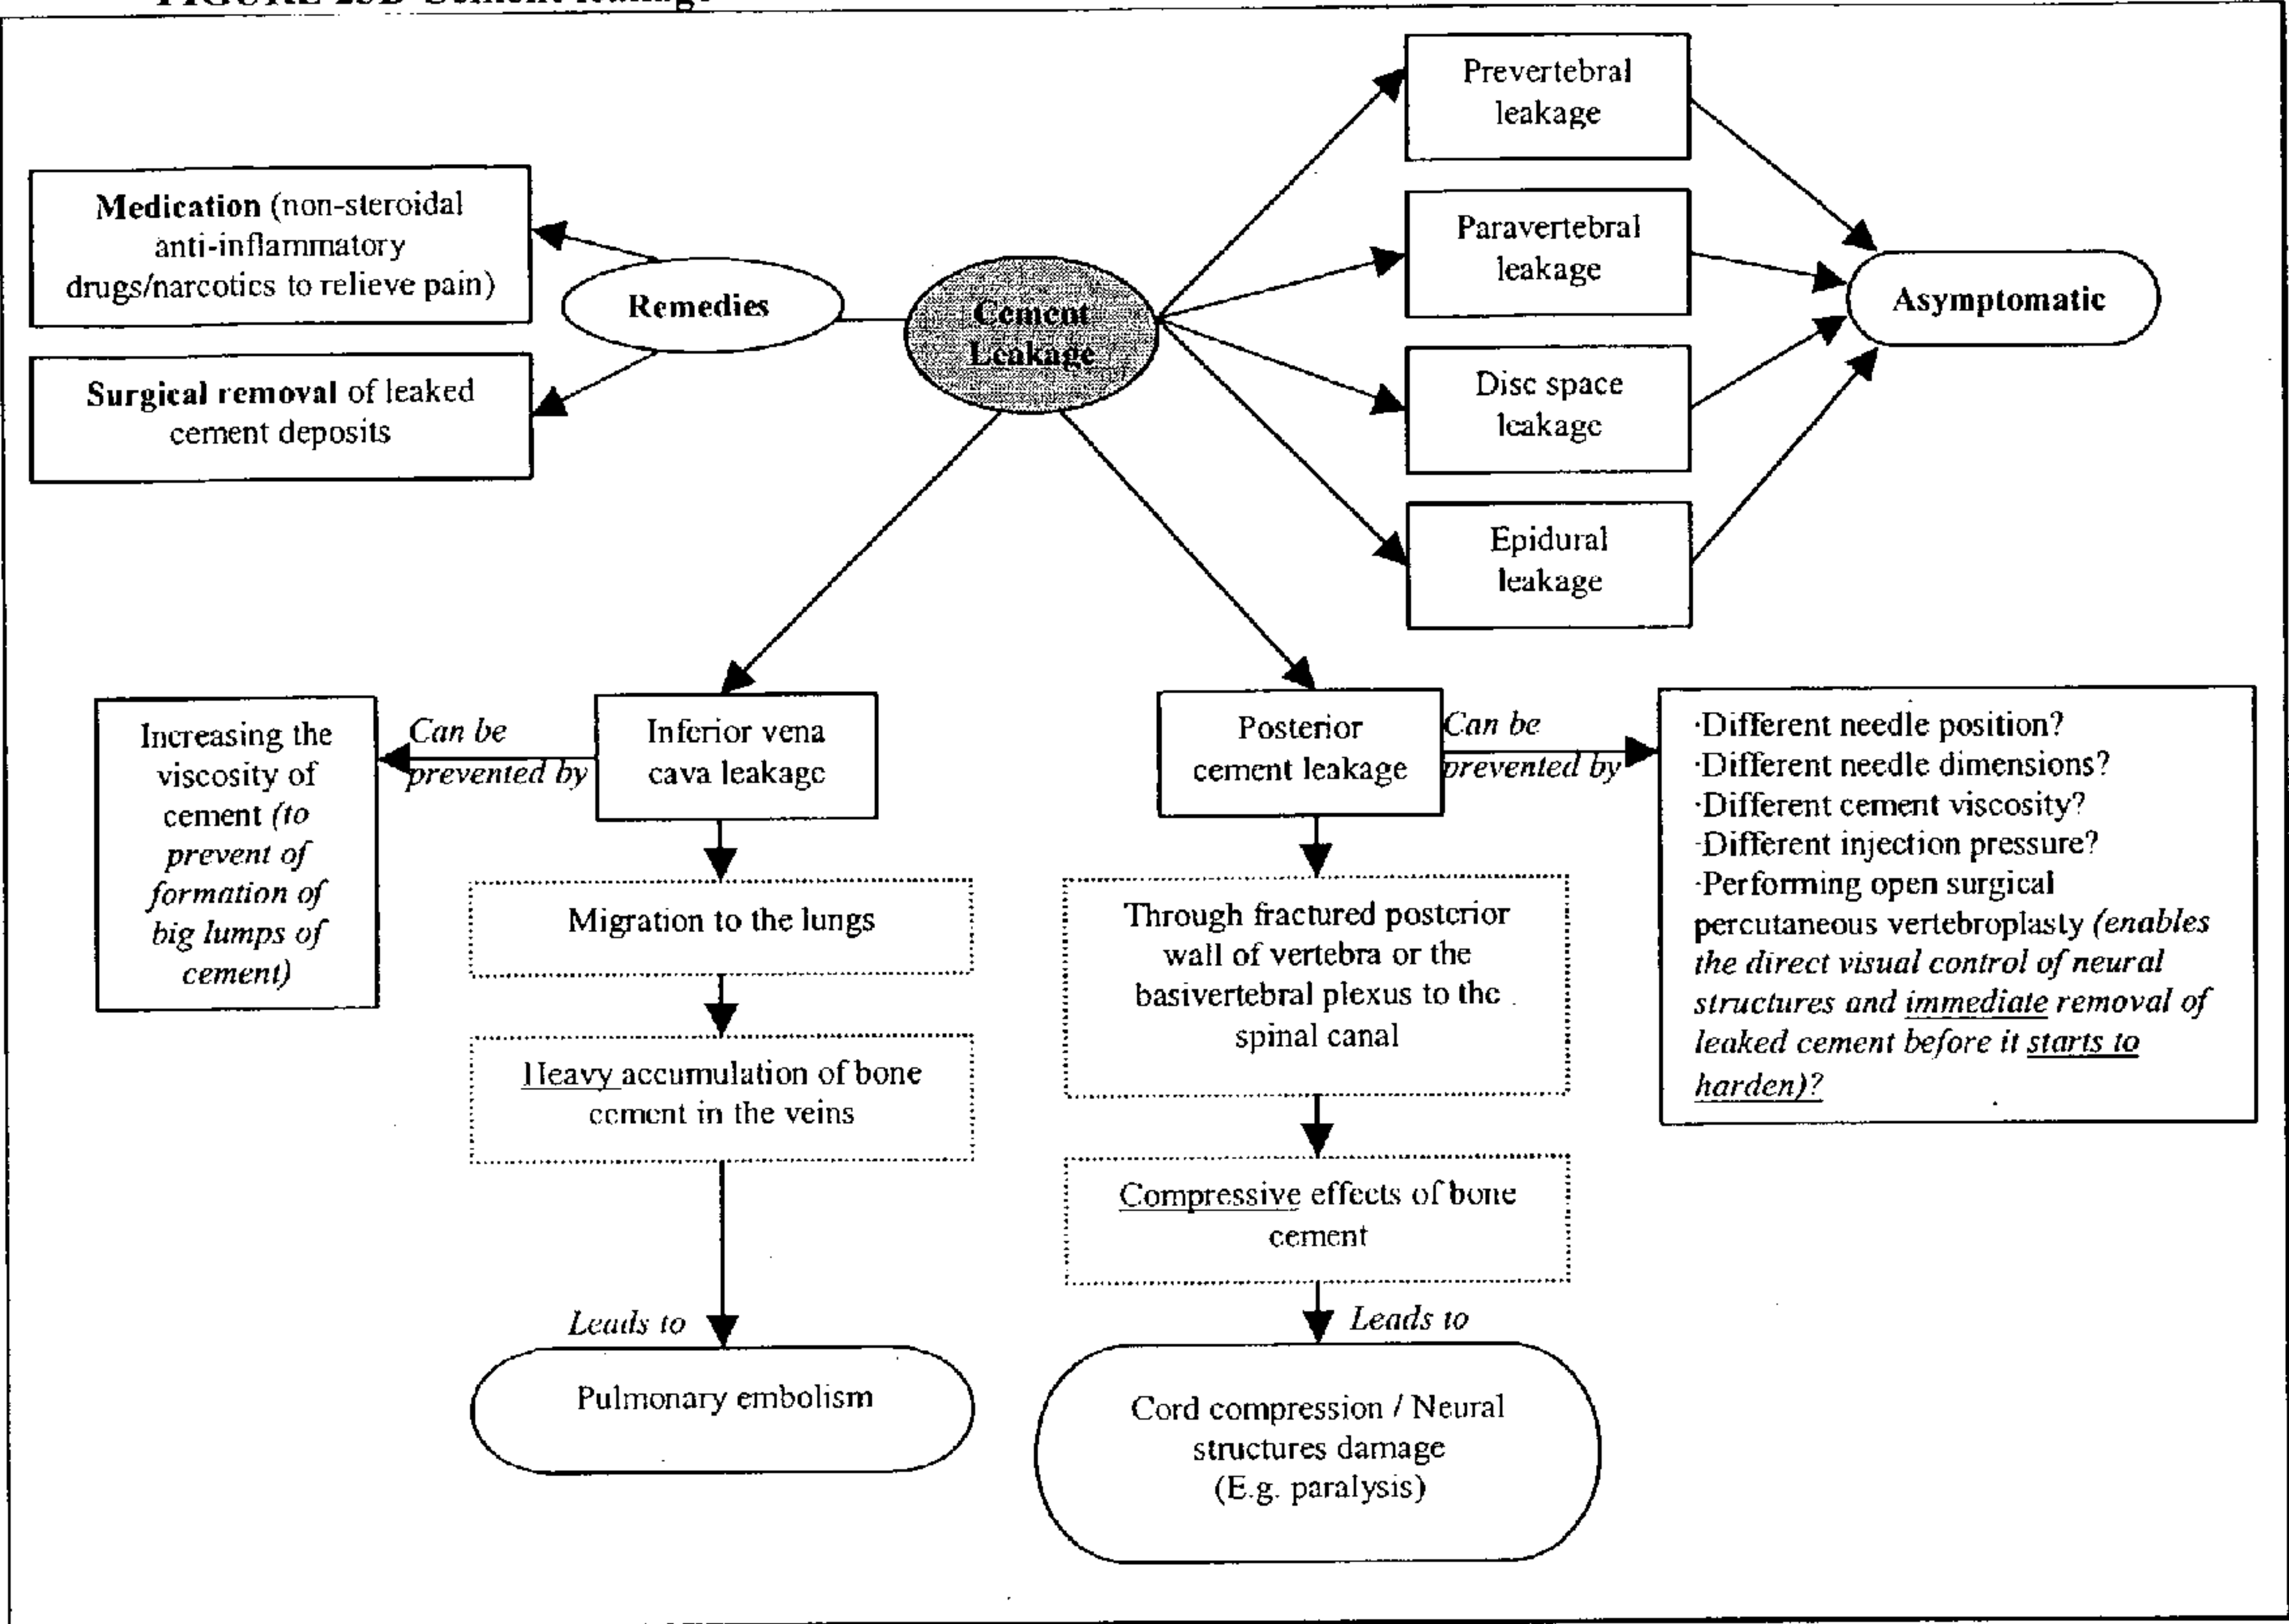 FIGURE 25B Cement leakage
Prevertebral
leakage
Medication (non-steroidal
anti-inflammatory
drugs/narcotics to relieve pain)
Remedies
Cement
Leakage
Paravertebral
leakage
Asymptomatic
Surgical removal of leaked
cement deposits
Disc space
leakage
Epidural
leakage
Increasing the
viscosity of
cement (to
prevent of
formation of
big lumps of
cement)
Can be
prevented by
Inferior vena
cava leakage
Posterior
cement leakage
Can be
prevented by
·Different needle position?
·Different needle dimensions?
·Different cement viscosity?
·Different injection pressure?
·Performing open surgical
percutaneous vertebroplasty (enables
the direct visual control of neural
structures and immediate removal of
leaked cement before it starts to
harden)?
Migration to the lungs
Through fractured posterior
wall of vertebra or the
basivertebral plexus to the
spinal canal
Heavy accumulation of bone
cement in the veins
Compressive effects of bone
cement
Leads to
Leads to
Pulmonary embolism
Cord compression / Neural
structures damage
(E.g. paralysis)